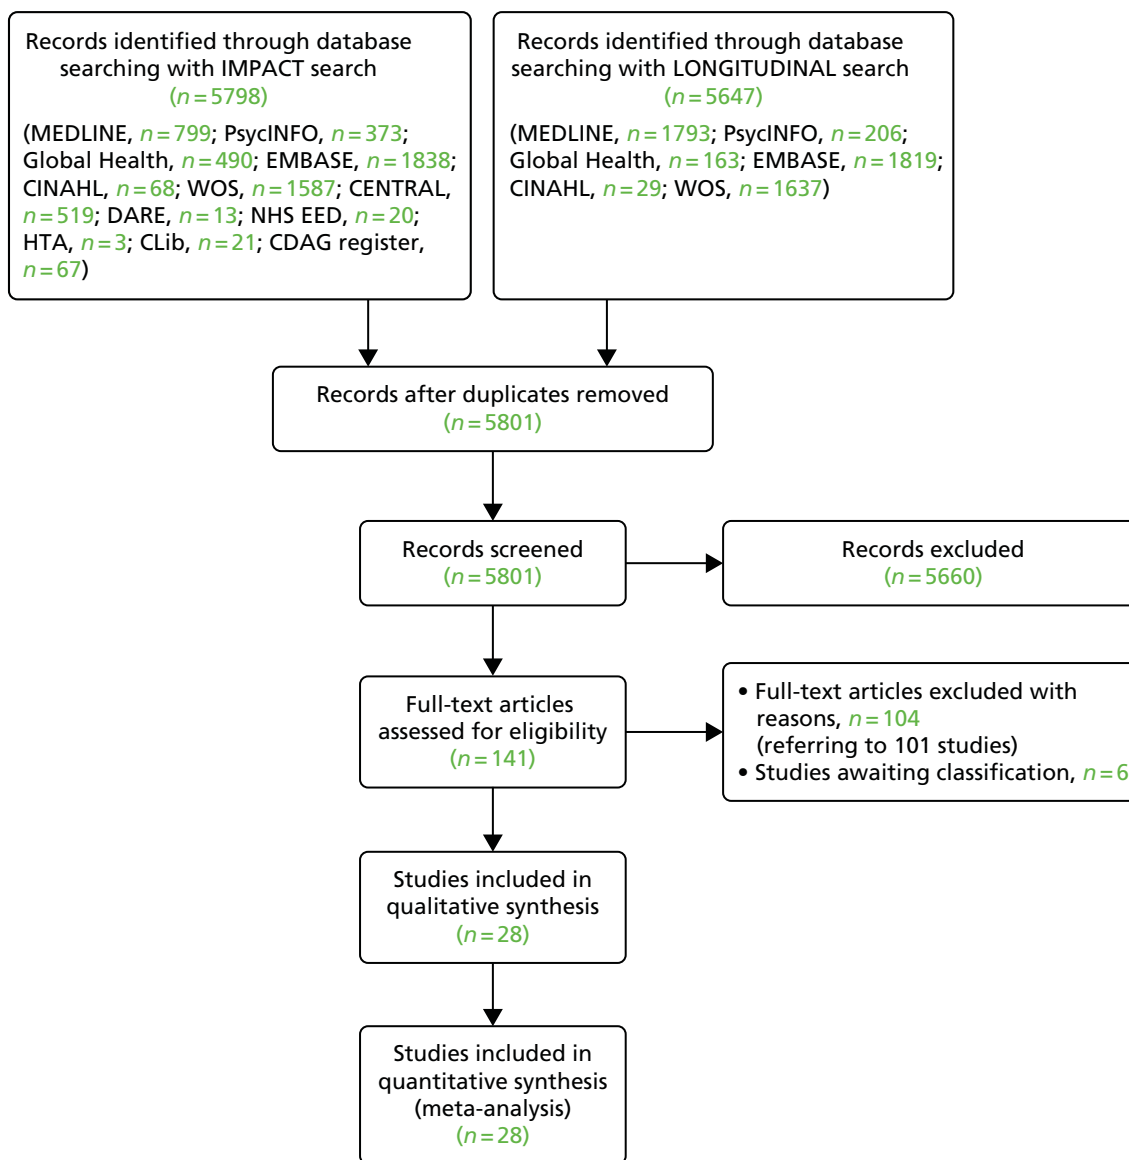 Records identified through database
searching with IMPACT search
(n=5798)
(MEDLINE, n=799; PsycINFO, n=373;
Global Health, n=490; EMBASE, n=1838;
CINAHL, n=68; WOS, n=1587; CENTRAL,
n=519; DARE, n=13; NHS EED, n=20;
HTA, n=3; CLib, n=21; CDAG register,
n=67)
Records identified through database
searching with LONGITUDINAL search
(n=5647)
(MEDLINE, n=1793; PsycINFO, n=206;
Global Health, n=163; EMBASE, n=1819;
CINAHL, n=29; WOS, n=1637)
Records after duplicates removed
(n=5801)
Records screened
(n=5801)
Records excluded
(n=5660)
Full-text articles
assessed for eligibility
(n=141)
• Full-text articles excluded with
reasons, n=104
(referring to 101 studies)
• Studies awaiting classification, n=6
Studies included in
qualitative synthesis
(n=28)
Studies included in
quantitative synthesis
(meta-analysis)
(n=28)